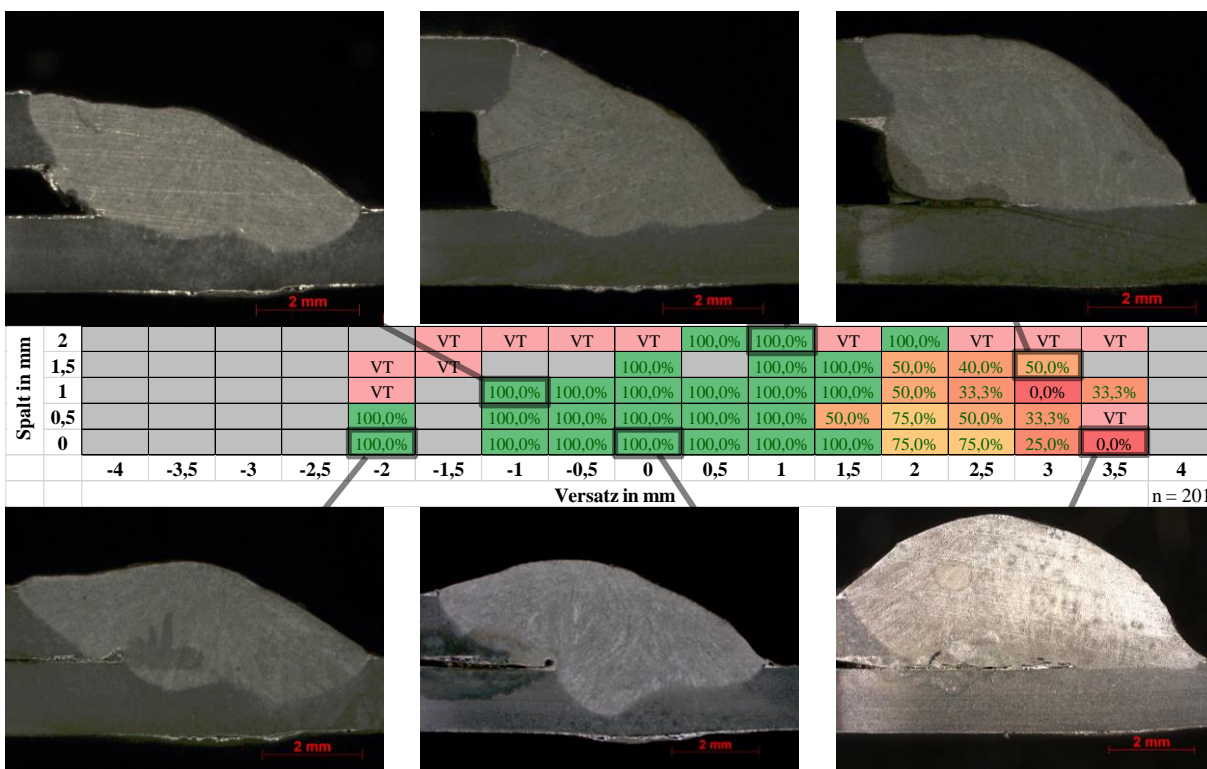 2 mm 2 mm 2 mm
Spalt in mm
2 VT VT VT VT 100,0% 100,0% VT 100,0% VT VT VT
1,5 VT VT 100,0% 100,0% 100,0% 50,0% 40,0% 50,0%
1 VT 100,0% 100,0% 100,0% 100,0% 100,0% 100,0% 50,0% 33,3% 0,0% 33,3%
0,5 100,0% 100,0% 100,0% 100,0% 100,0% 100,0% 50,0% 75,0% 50,0% 33,3% VT
0 100,0% 100,0% 100,0% 100,0% 100,0% 100,0% 100,0% 75,0% 75,0% 25,0% 0,0%
-4 -3,5 -3 -2,5 -2 -1,5 -1 -0,5 0 0,5 1 1,5 2 2,5 3 3,5 4
Versatz in mm n = 201
2 mm 2 mm 2 mm